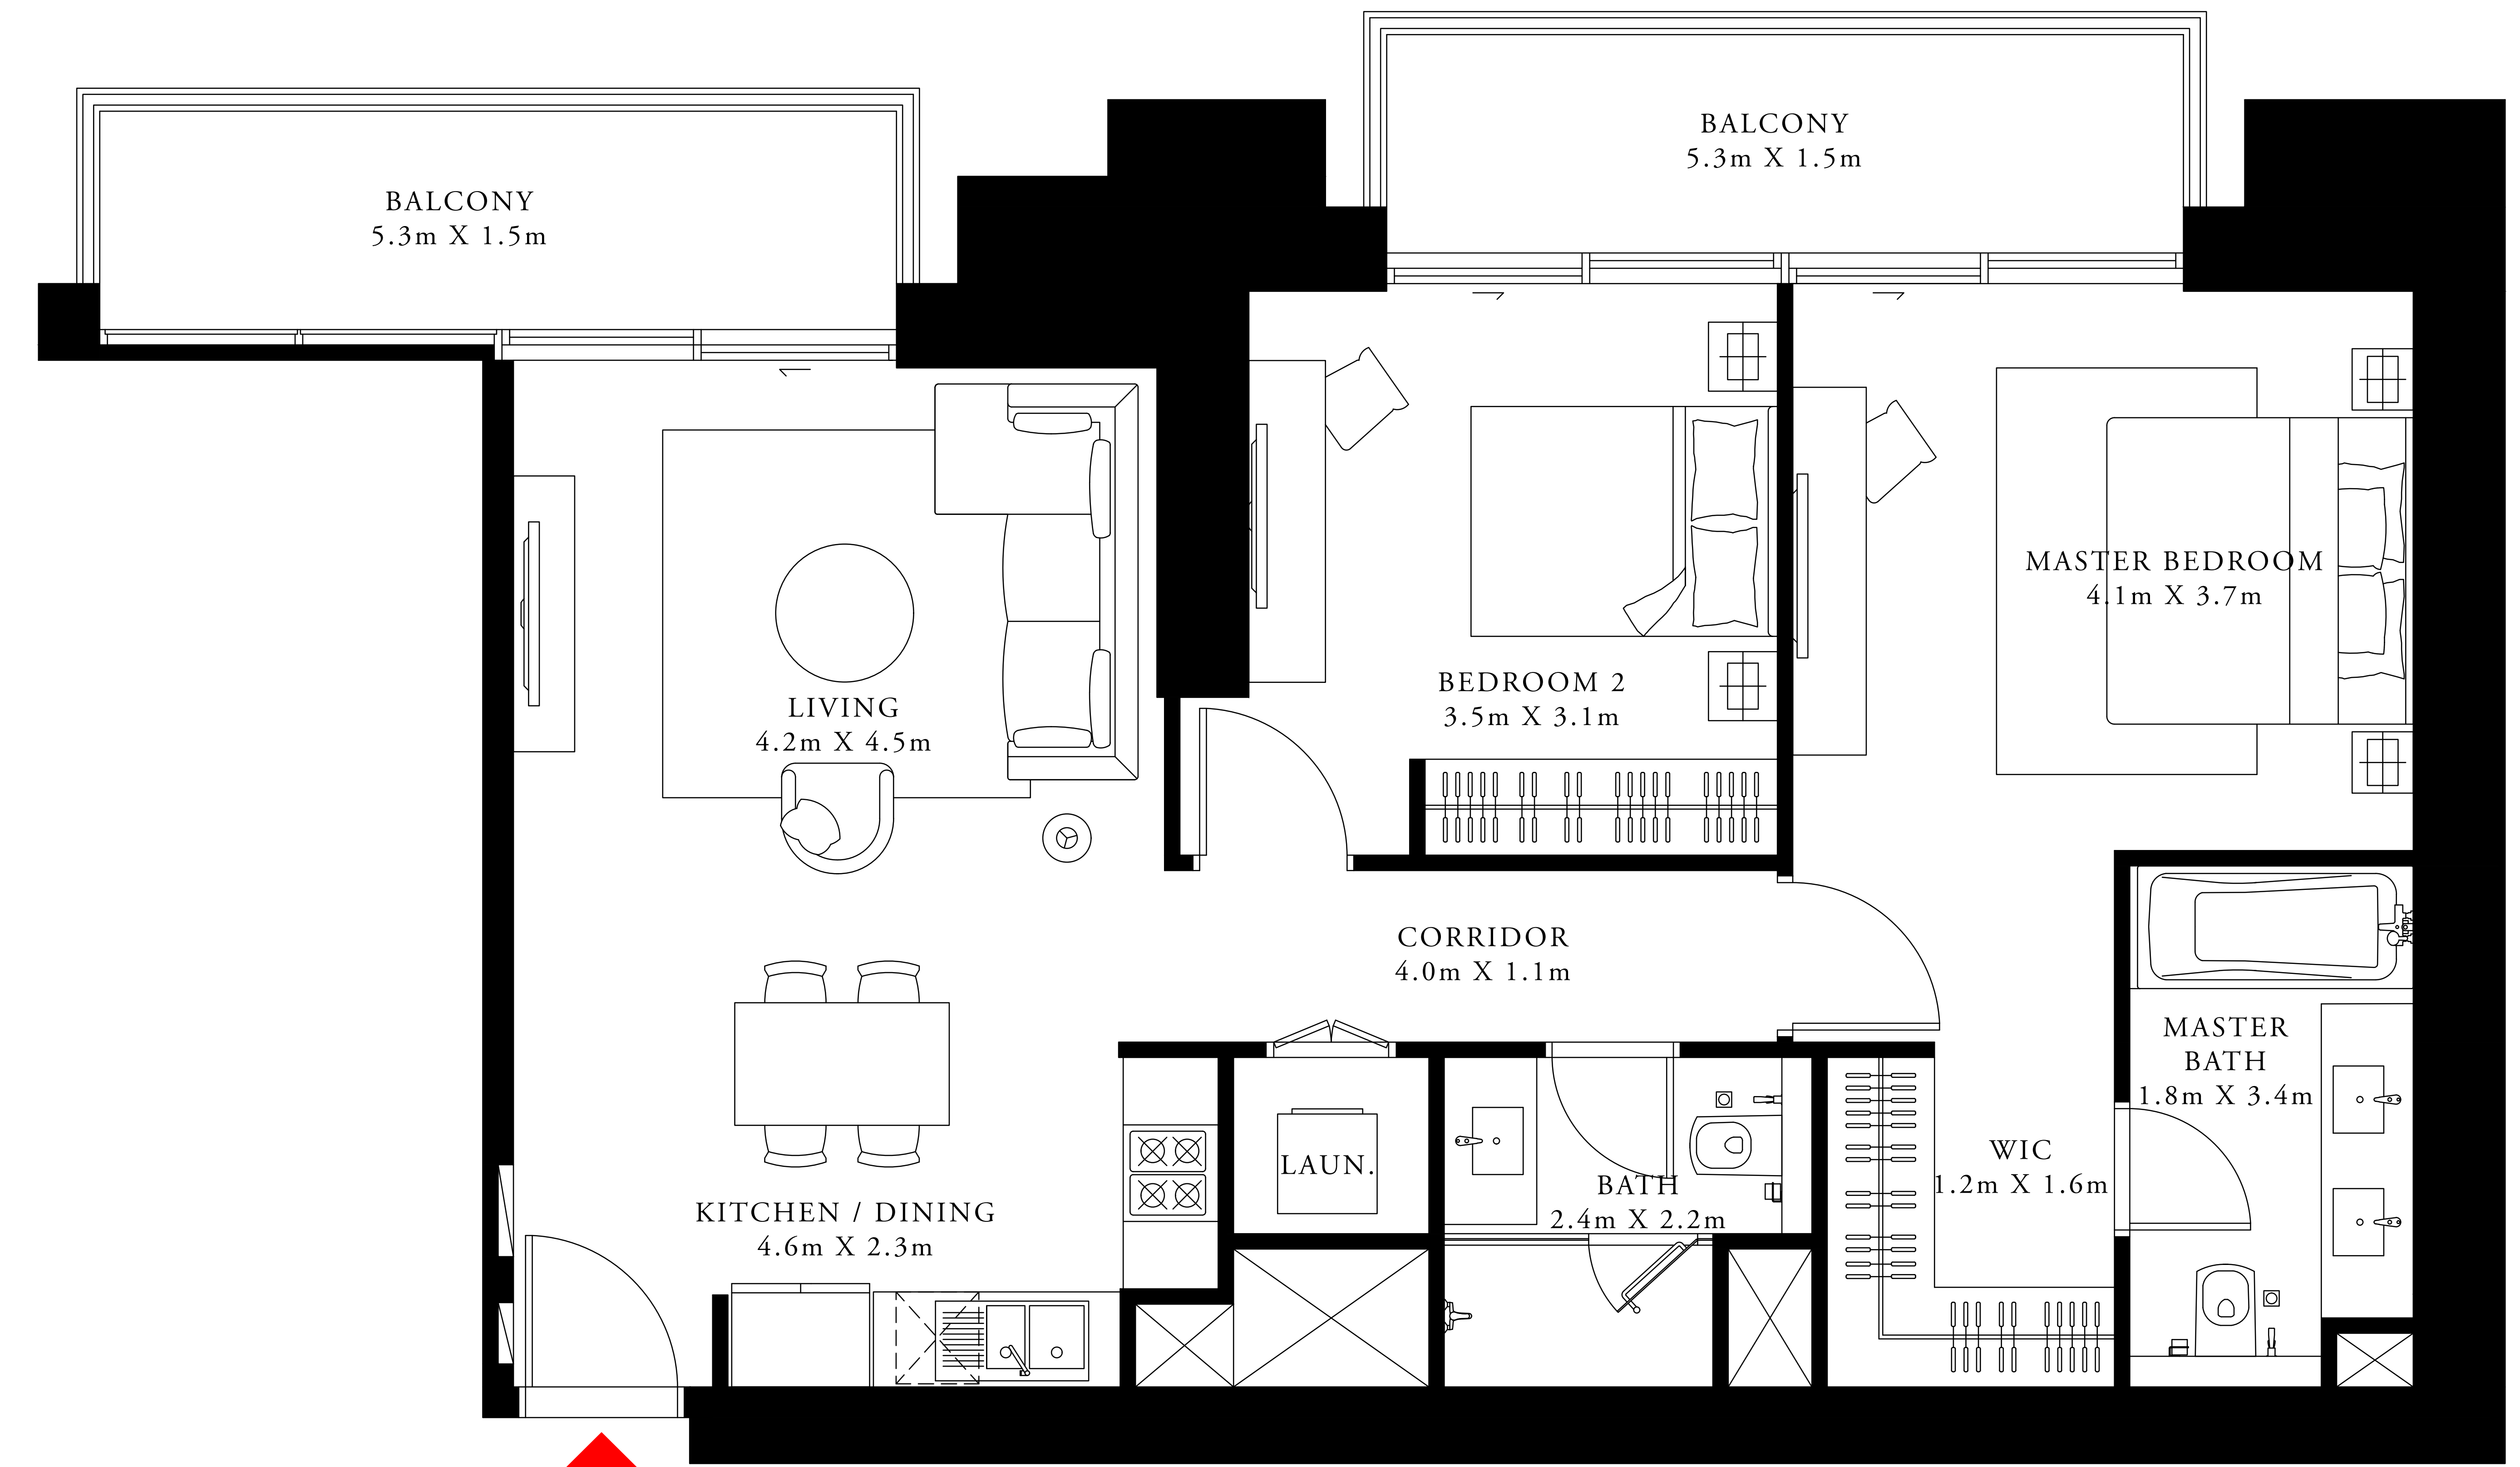 BALCONY
5.3m X 1.5m
BALCONY
5.3m X 1.5m
MASTER BEDROOM
4.1m X 3.7m
BEDROOM 2
3.5m X 3.1m
LIVING
4.2m X 4.5m
CORRIDOR
4.0m X 1.1m
MASTER
BATH
1.8m X 3.4m
WIC
1.2m X 1.6m
LAUN.
BATH
2.4m X 2.2m
KITCHEN / DINING
4.6m X 2.3m